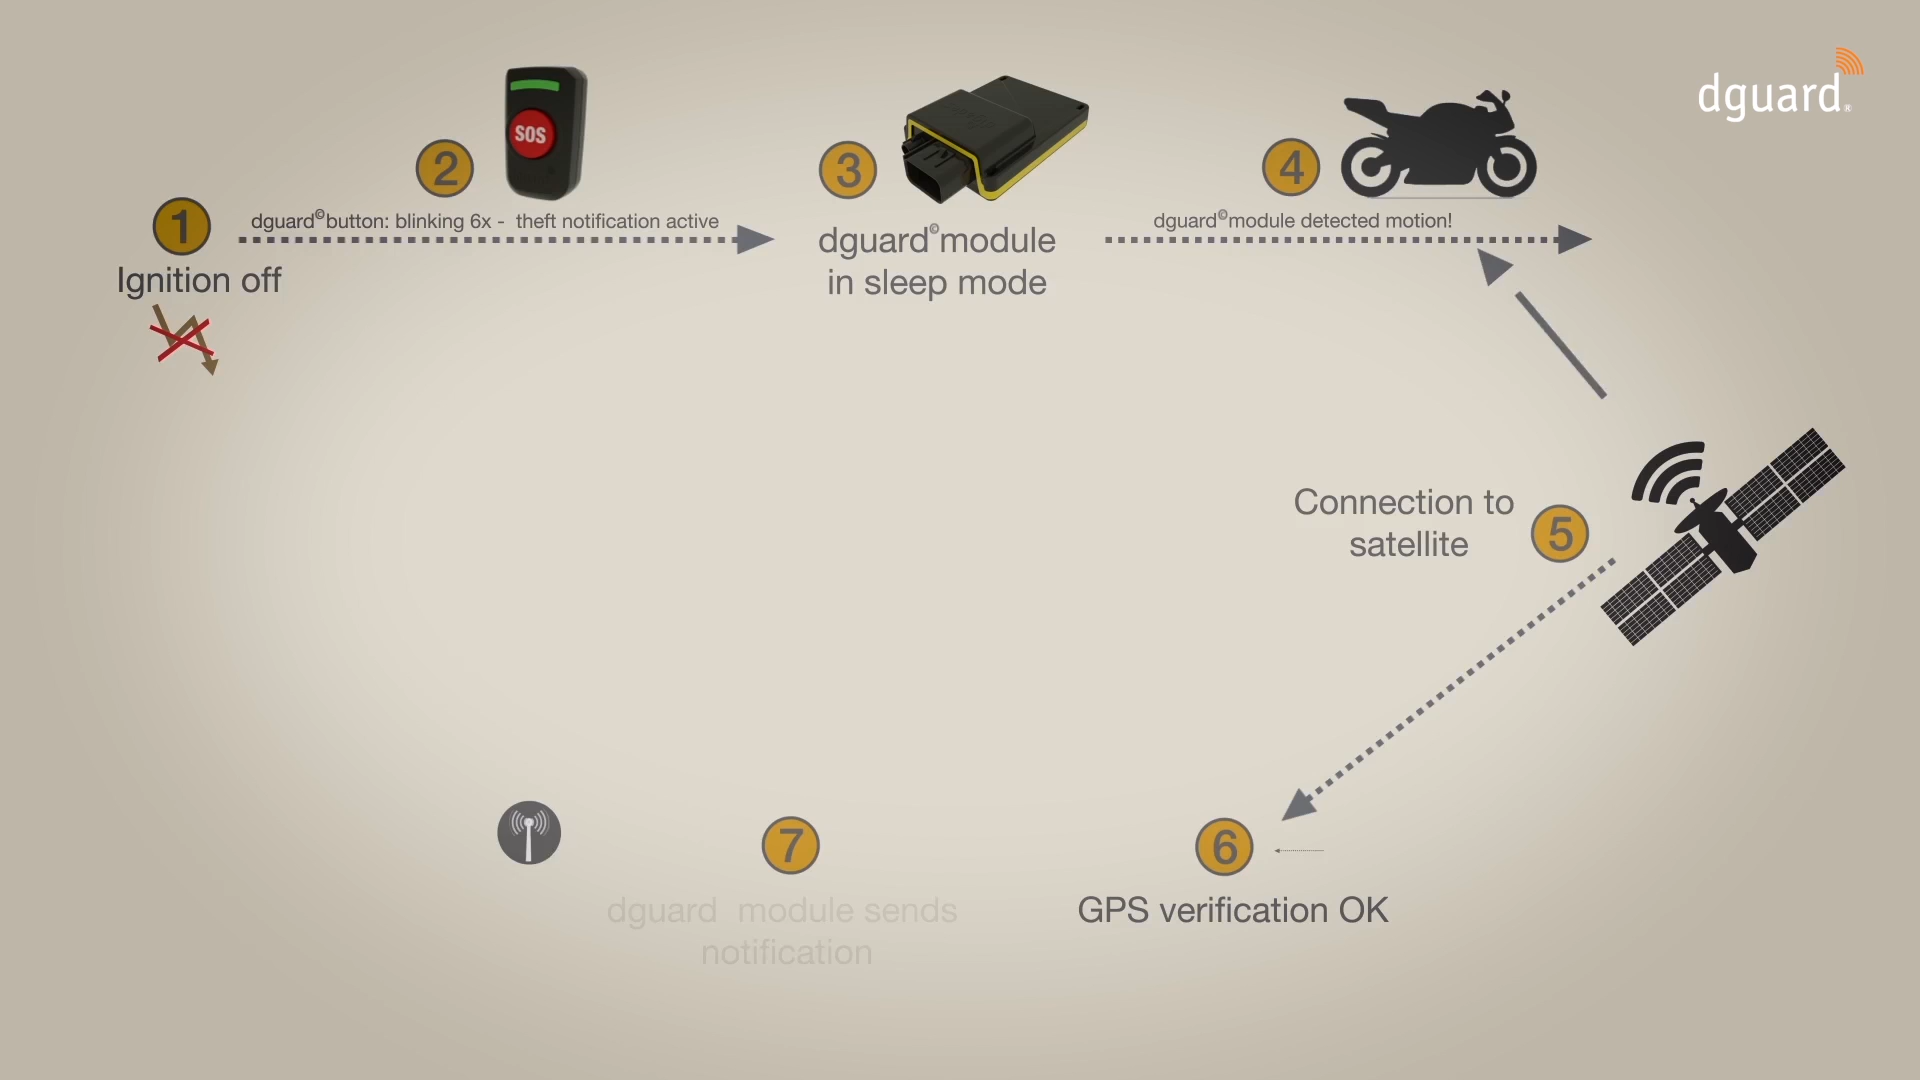 dguard®
SOS
2
3
4
1
dguard©button: blinking 6x - theft notification active
dguard©module detected motion!
Ignition off
dguard©module
in sleep mode
Connection to
satellite
5
7
6
dguard module sends
notification
GPS verification OK